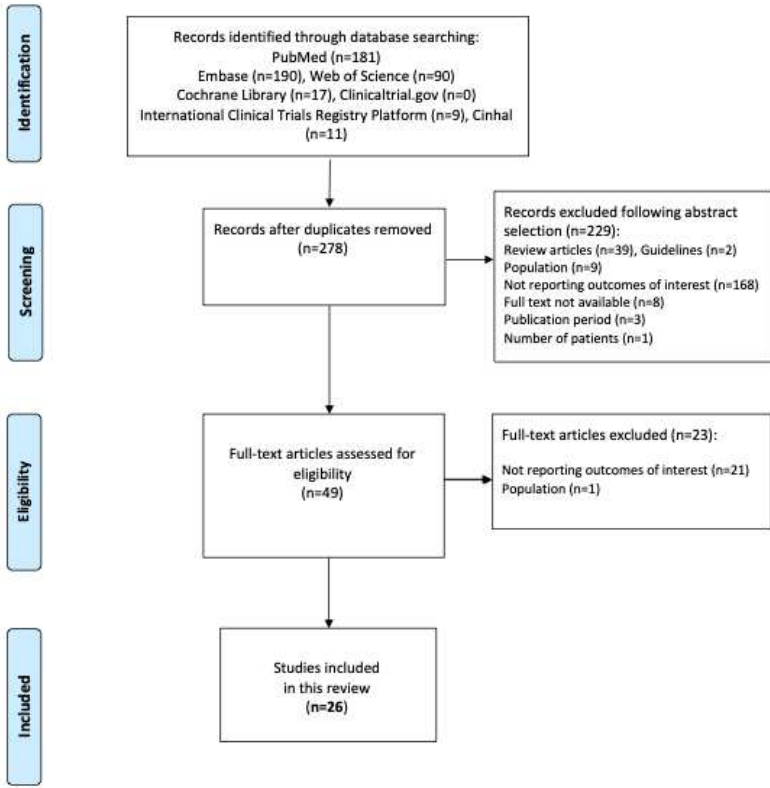 Identification
Records identified through database searching:
PubMed (n=181)
Embase (n=190), Web of Science (n=90)
Cochrane Library (n=17), Clinicaltrial.gov (n=0)
International Clinical Trials Registry Platform (n=9), Cinhal
(n=11)
Screening
Records after duplicates removed
(n=278)
Records excluded following abstract
selection (n=229):
Review articles (n=39), Guidelines (n=2)
Population (n=9)
Not reporting outcomes of interest (n=168)
Full text not available (n=8)
Publication period (n=3)
Number of patients (n=1)
Eligibility
Full-text articles assessed for
eligibility
(n=49)
Full-text articles excluded (n=23):
Not reporting outcomes of interest (n=21)
Population (n=1)
Included
Studies included
in this review
(n=26)